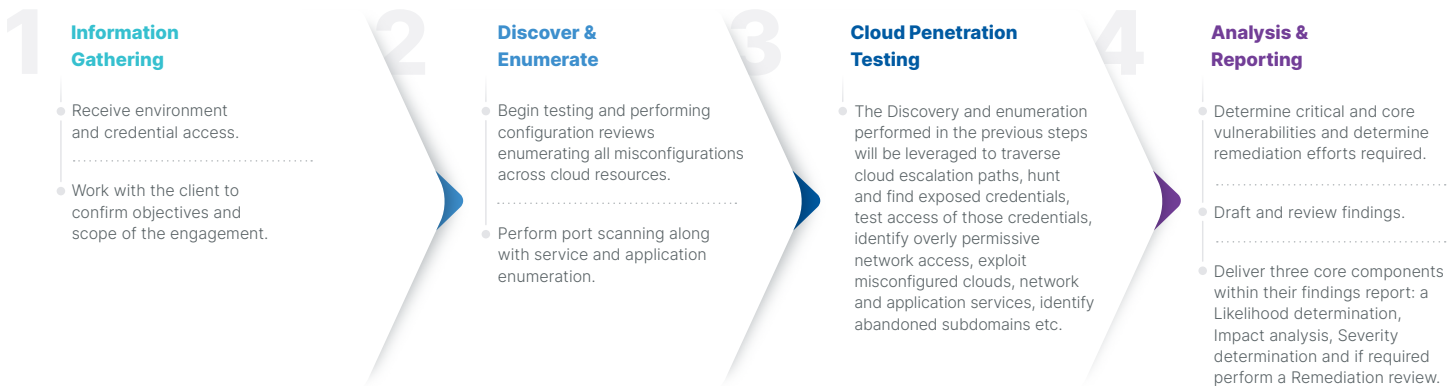 1
Information
Gathering
Receive environment
and credential access.
Work with the client to
confirm objectives and
scope of the engagement.
2
Discover &
Enumerate
Begin testing and performing
configuration reviews
enumerating all misconfigurations
across cloud resources.
Perform port scanning along
with service and application
enumeration.
3
Cloud Penetration
Testing
The Discovery and enumeration
performed in the previous steps
will be leveraged to traverse
cloud escalation paths, hunt
and find exposed credentials,
test access of those credentials,
identify overly permissive
network access, exploit
misconfigured clouds, network
and application services, identify
abandoned subdomains etc.
4
Analysis &
Reporting
Determine critical and core
vulnerabilities and determine
remediation efforts required.
Draft and review findings.
Deliver three core components
within their findings report: a
Likelihood determination,
Impact analysis, Severity
determination and if required
perform a Remediation review.